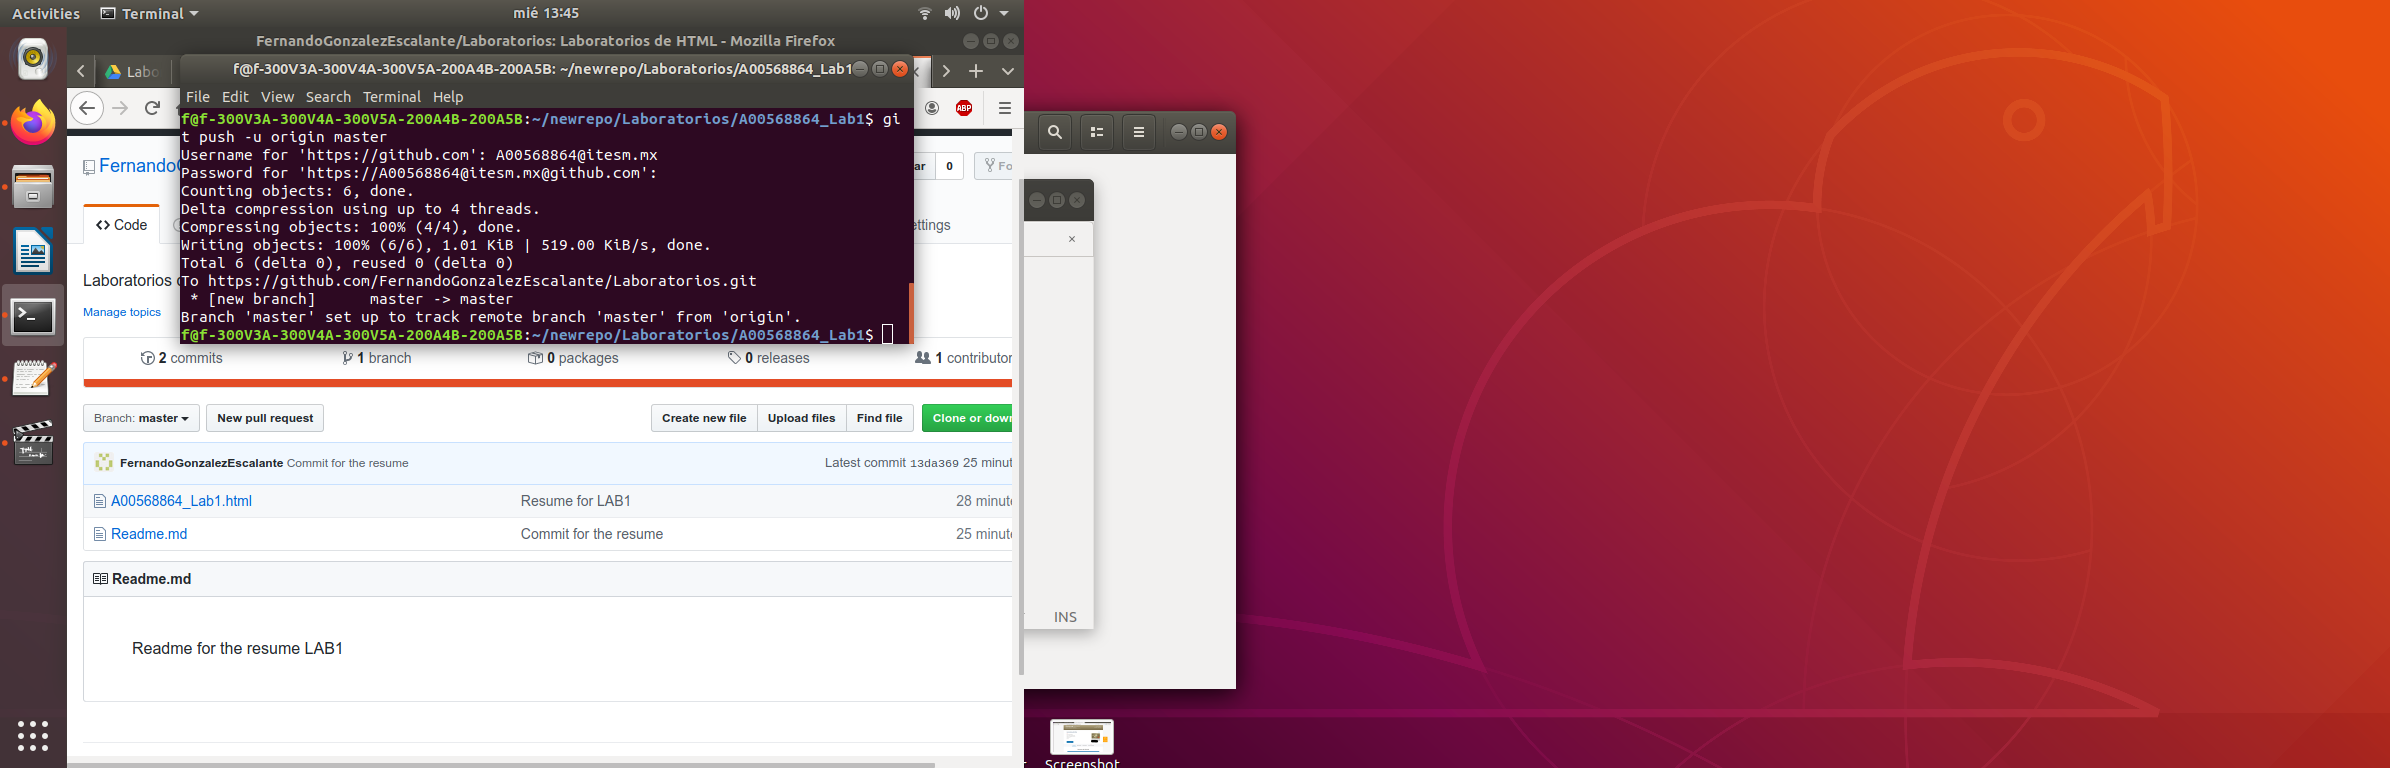 Activities
Terminal
mié 13:45
FernandoGonzalezEscalante/Laboratorios: Laboratorios de HTML - Mozilla Firefox
Labo
f@f-300V3A-300V4A-300V5A-200A4B-200A5B: ~/newrepo/Laboratorios/A00568864_Lab1
File Edit View Search Terminal Help
ABP
f@f-300V3A-300V4A-300V5A-200A4B-200A5B:~/newrepo/Laboratorios/A00568864_Lab1$ gi
t push -u origin master
Username for 'https://github.com': A00568864@itesm.mx
Password for 'https://A00568864@itesm.mx@github.com':
Counting objects: 6, done.
Delta compression using up to 4 threads.
Compressing objects: 100% (4/4), done.
Writing objects: 100% (6/6), 1.01 KiB | 519.00 KiB/s, done.
Total 6 (delta 0), reused 0 (delta 0)
To https://github.com/FernandoGonzalezEscalante/Laboratorios.git
* [new branch] master -> master
Branch 'master' set up to track remote branch 'master' from 'origin'.
f@f-300V3A-300V4A-300V5A-200A4B-200A5B:~/newrepo/Laboratorios/A00568864_Lab1$
Fernando
ar 0 Fo
Code
ettings
Laboratorios
Manage topics
2 commits
1 branch
0 packages
0 releases
1 contributor
Branch: master
New pull request
Create new file
Upload files
Find file
Clone or down
FernandoGonzalezEscalante Commit for the resume
Latest commit 13da369 25 minut
A00568864_Lab1.html Resume for LAB1 28 minut
Readme.md Commit for the resume 25 minut
Readme.md
Readme for the resume LAB1
INS
Screenshot